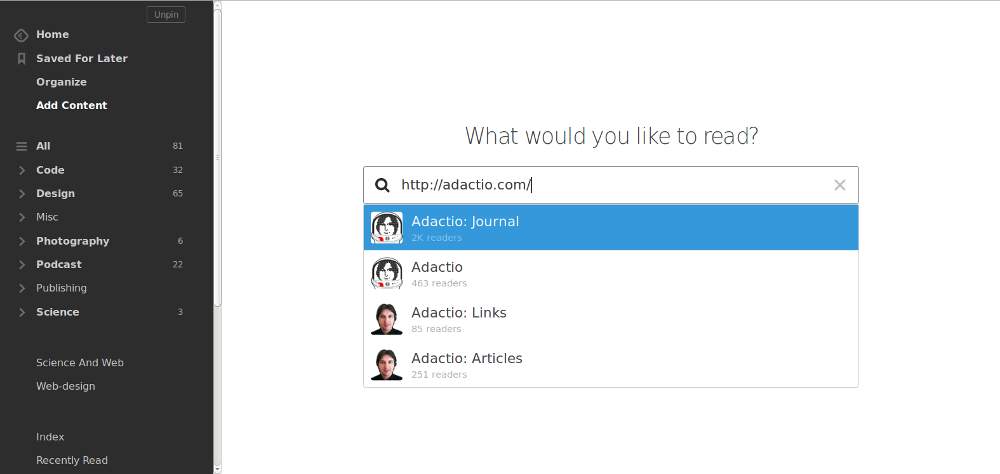 Unpin
Home
Saved For Later
Organize
Add Content
All 81
Code 32
Design 65
Misc
Photography 6
Podcast 22
Publishing
Science 3
Science And Web
Web-design
Index
Recently Read
What would you like to read?
http://adactio.com/
Adactio: Journal
2K readers
Adactio
463 readers
Adactio: Links
85 readers
Adactio: Articles
251 readers